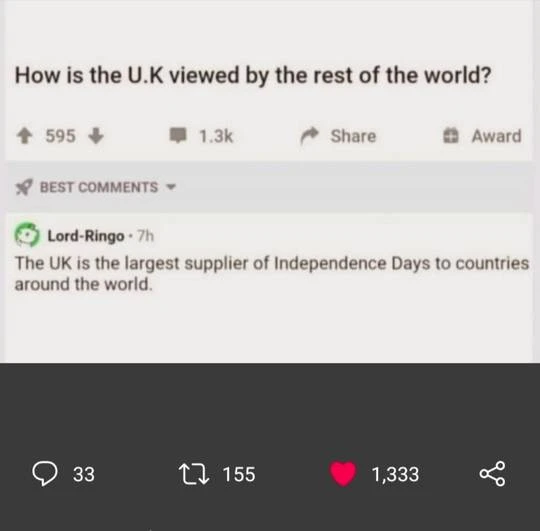 How is the U.K viewed by the rest of the world?
595 1.3k Share Award
BEST COMMENTS
Lord-Ringo · 7h
The UK is the largest supplier of Independence Days to countries
around the world.
33 155 1,333